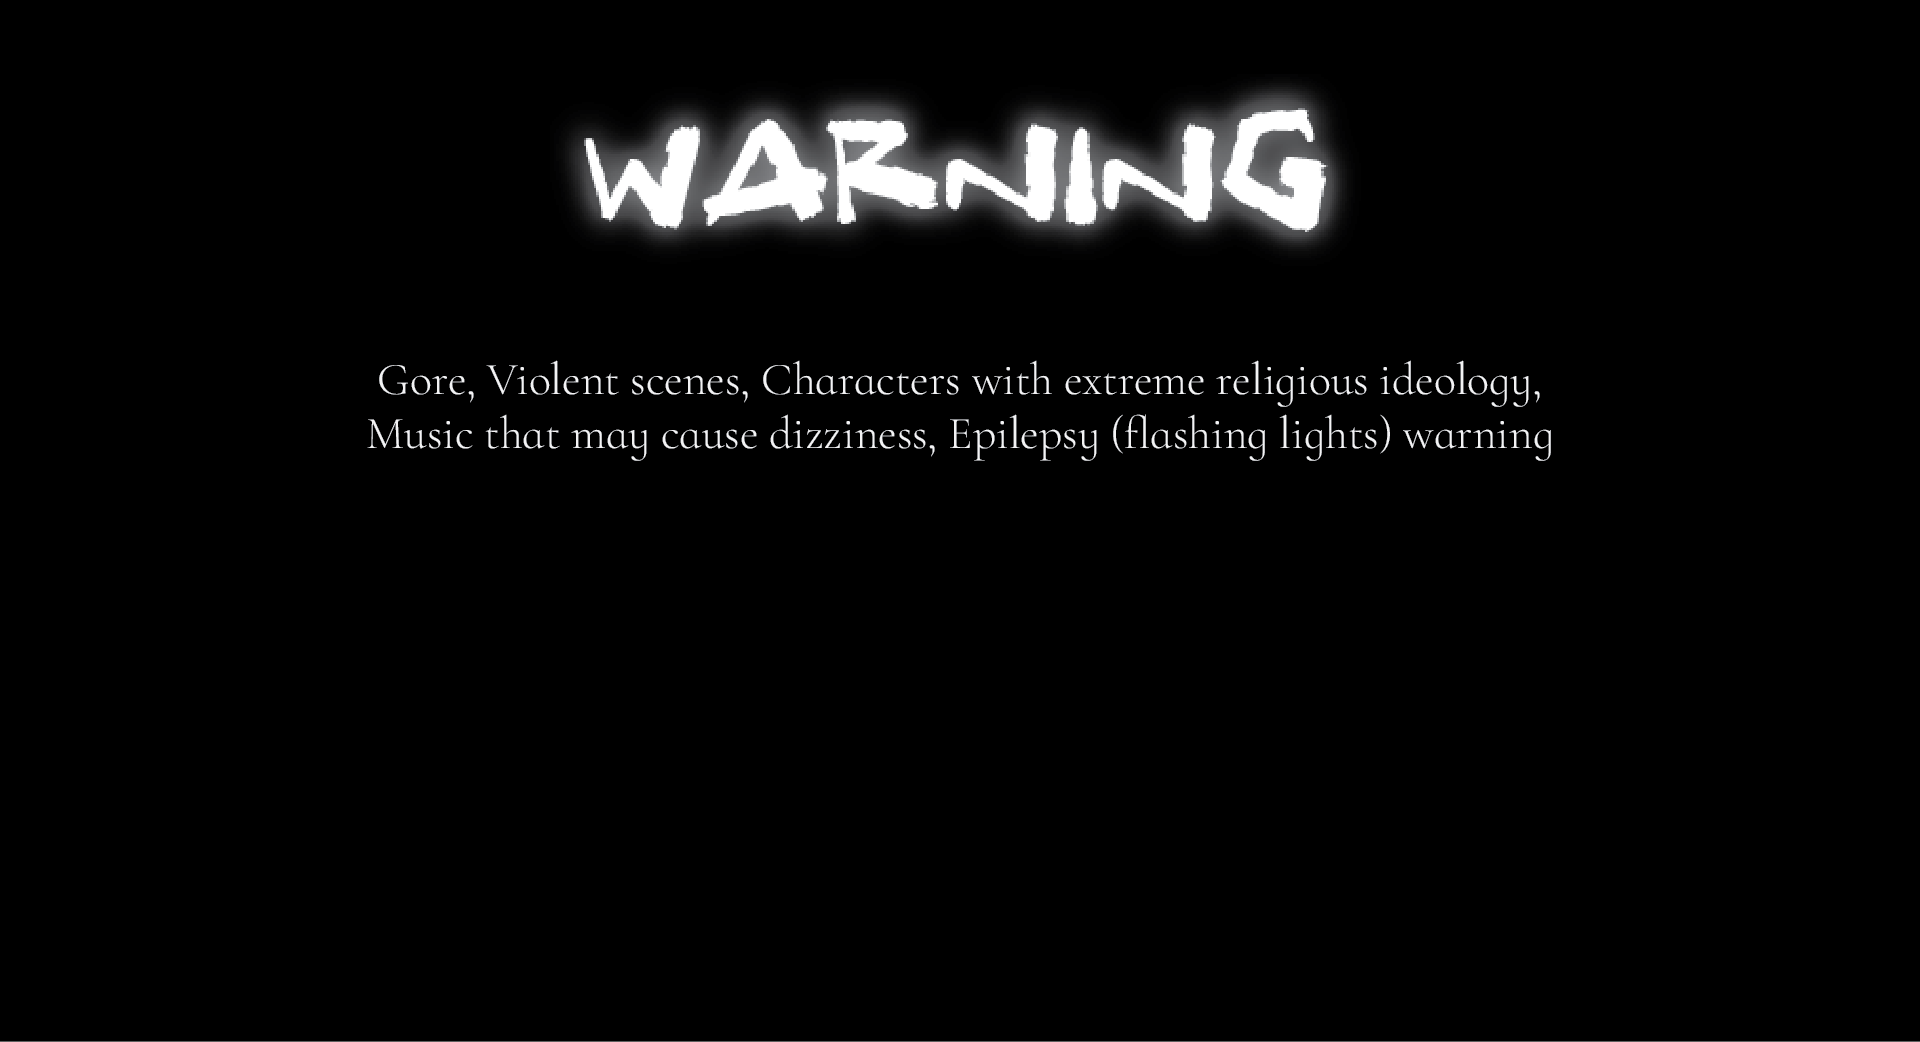 WARNING
Gore, Violent scenes, Characters with extreme religious ideology,
Music that may cause dizziness, Epilepsy (flashing lights) warning